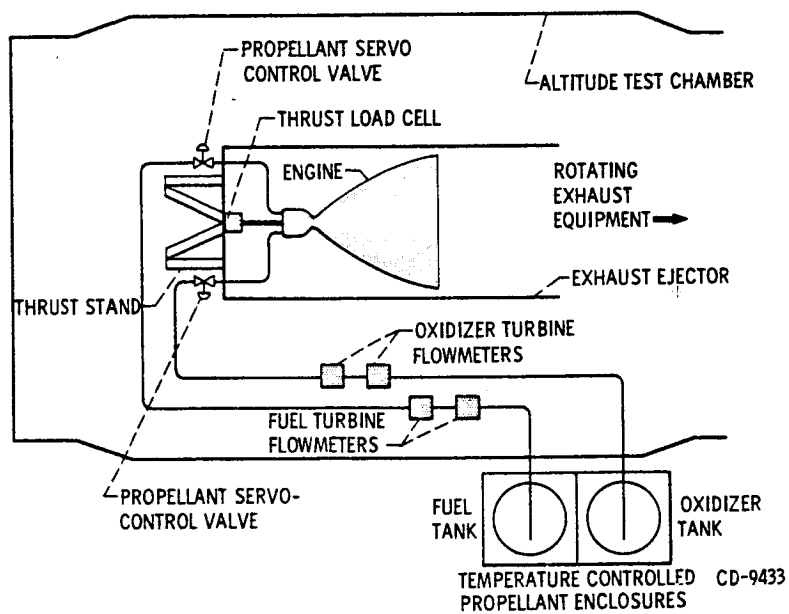 PROPELLANT SERVO
CONTROL VALVE
ALTITUDE TEST CHAMBER
THRUST LOAD CELL
ENGINE
ROTATING
EXHAUST
EQUIPMENT
THRUST STAND
EXHAUST EJECTOR
OXIDIZER TURBINE
FLOWMETERS
FUEL TURBINE
FLOWMETERS
PROPELLANT SERVO-
CONTROL VALVE
FUEL
TANK
OXIDIZER
TANK
TEMPERATURE CONTROLLED CD-9433
PROPELLANT ENCLOSURES